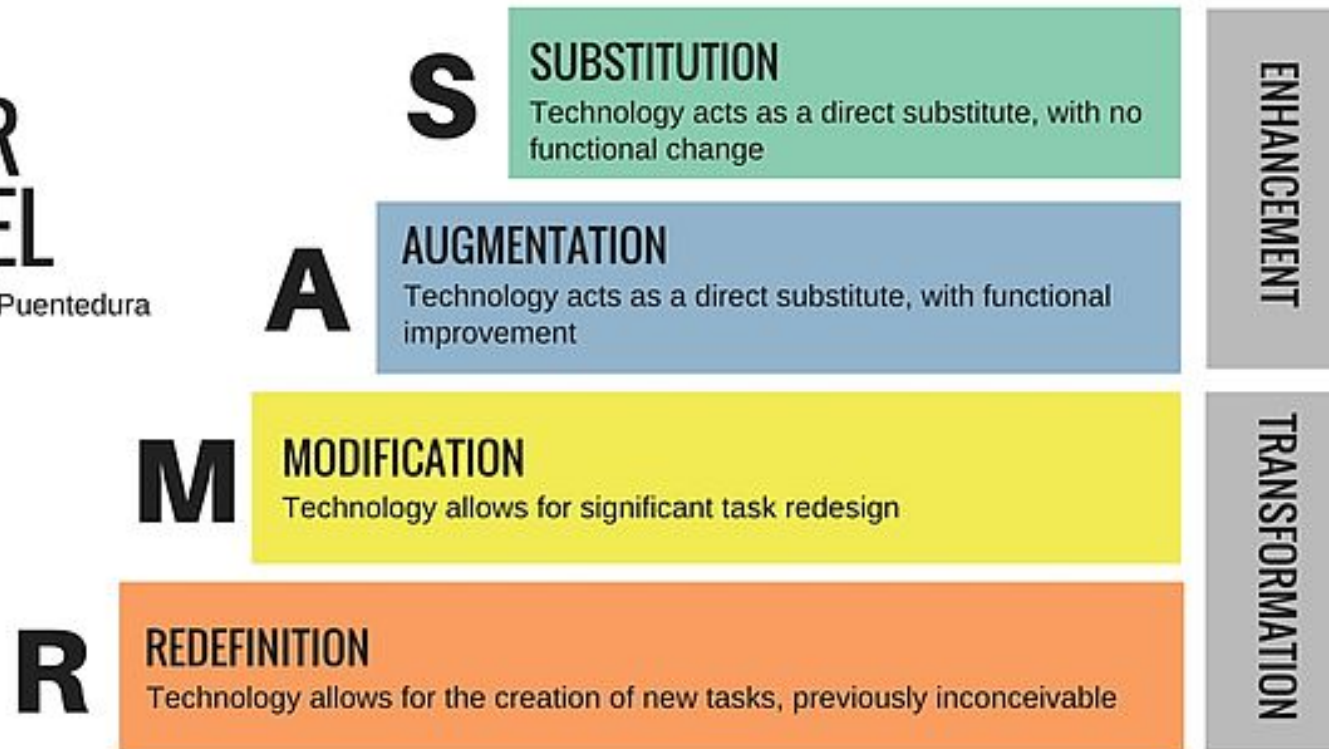 R
EL
Puentedura
S
SUBSTITUTION
Technology acts as a direct substitute, with no
functional change
A
AUGMENTATION
Technology acts as a direct substitute, with functional
improvement
ENHANCEMENT
M
MODIFICATION
Technology allows for significant task redesign
R
REDEFINITION
Technology allows for the creation of new tasks, previously inconceivable
TRANSFORMATION